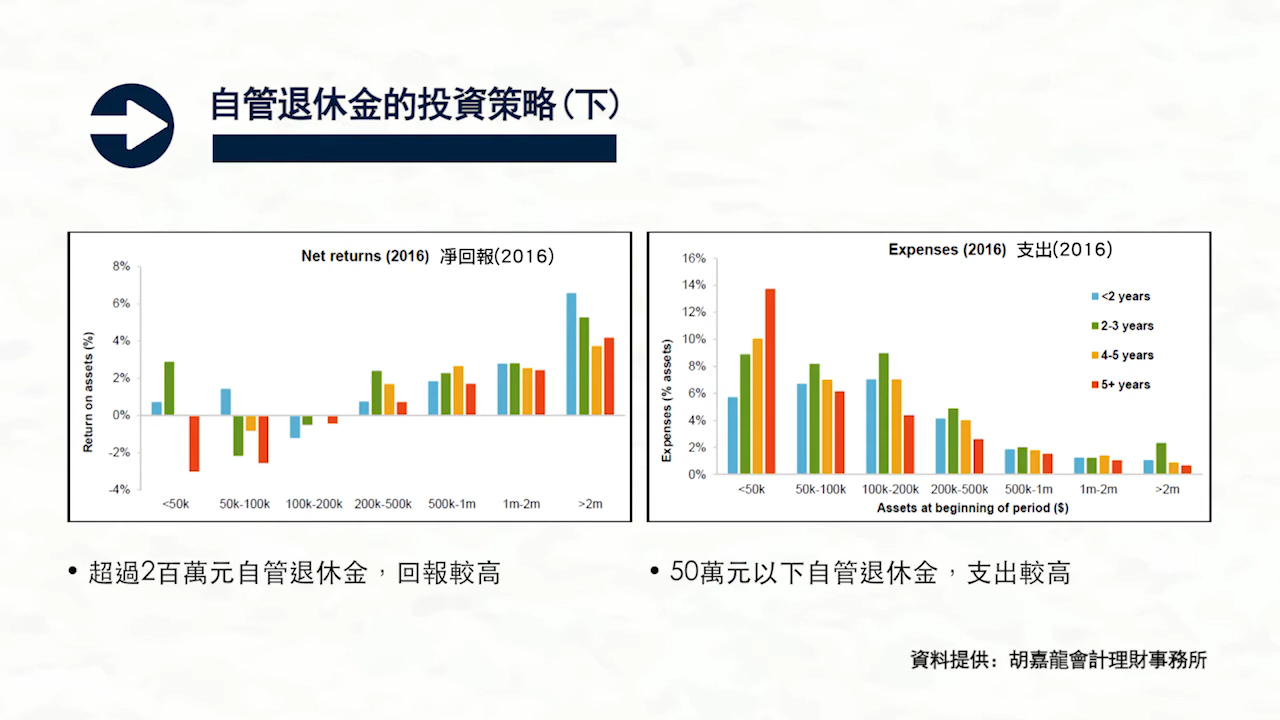 自管退休金的投資策略(下)
Net returns (2016) 淨回報(2016)
Return on assets (%)
8%
6%
4%
2%
0%
-2%
-4%
<50k 50k-100k 100k-200k 200k-500k 500k-1m 1m-2m >2m
Expenses (2016) 支出(2016)
Expenses (% assets)
16%
14%
12%
10%
8%
6%
4%
2%
0%
<2 years
2-3 years
4-5 years
5+ years
<50k 50k-100k 100k-200k 200k-500k 500k-1m 1m-2m >2m
Assets at beginning of period ($)
• 超過2百萬元自管退休金，回報較高
• 50萬元以下自管退休金，支出較高
資料提供：胡嘉龍會計理財事務所